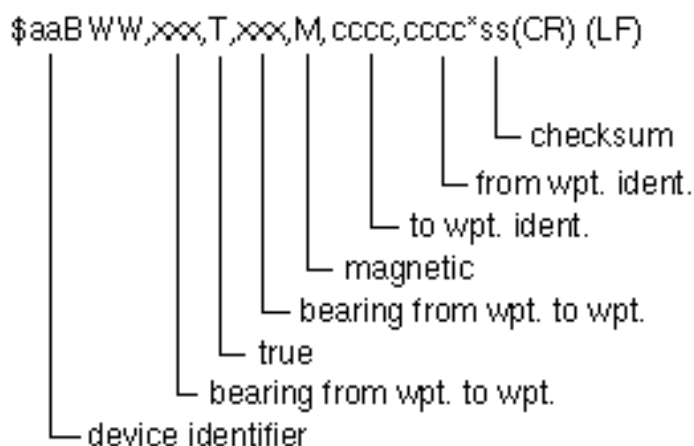 $aaBWW,xxx,T,xxx,M,cccc,cccc*ss(CR) (LF)
checksum
from wpt. ident.
to wpt. ident.
magnetic
bearing from wpt. to wpt.
true
bearing from wpt. to wpt.
device identifier